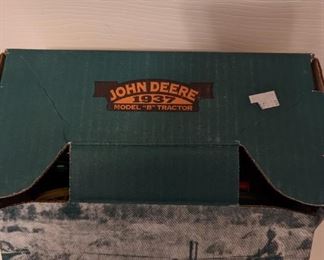 JOHN DEERE
1937
MODEL "B" TRACTOR